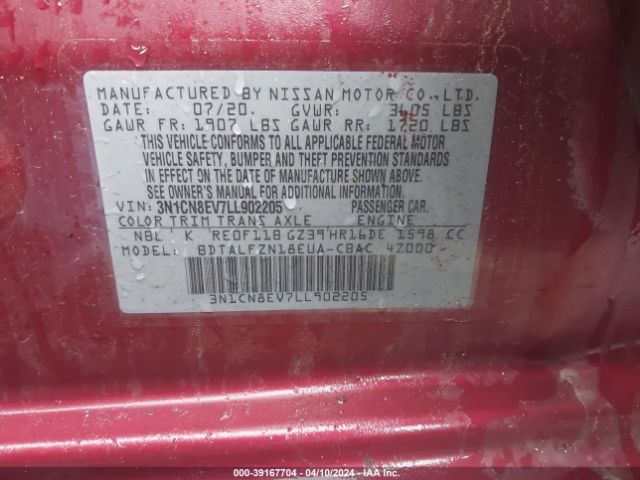 MANUFACTURED BY NISSAN MOTOR CO., LTD.
DATE: 07/20. GVWR: 3605 LBS
GAWR FR: 1907 LBS GAWR RR: 1720 LBS
THIS VEHICLE CONFORMS TO ALL APPLICABLE FEDERAL MOTOR
VEHICLE SAFETY, BUMPER AND THEFT PREVENTION STANDARDS
IN EFFECT ON THE DATE OF MANUFACTURE SHOWN ABOVE.
SEE OWNER'S MANUAL FOR ADDITIONAL INFORMATION.
VIN: 3N1CN8EV7LL902205 PASSENGER CAR.
COLOR TRIM TRANS AXLE ENGINE
NBL K RE0F11B GZ39 HR16DE 1598 CC
MODEL: BDTALFZN18EUA-CBAC 4Z000
3N1CN8EV7LL902205
000-39167704 / 04/10/2024 / Copyright © IAA